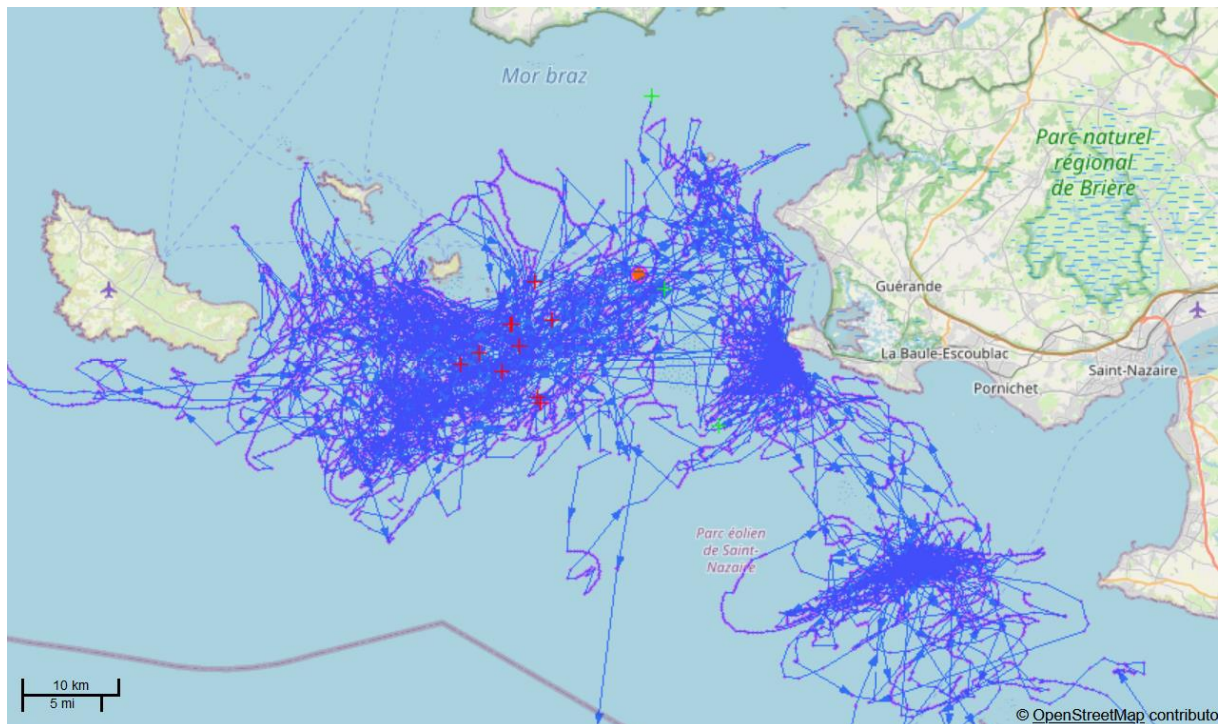 Mor braz
Parc naturel
régional
de Brière
Guérande
La Baule-Escoublac
Saint-Nazaire
Pornichet
Parc éolien
de Saint-
Nazaire
10 km
5 mi
© OpenStreetMap contributo